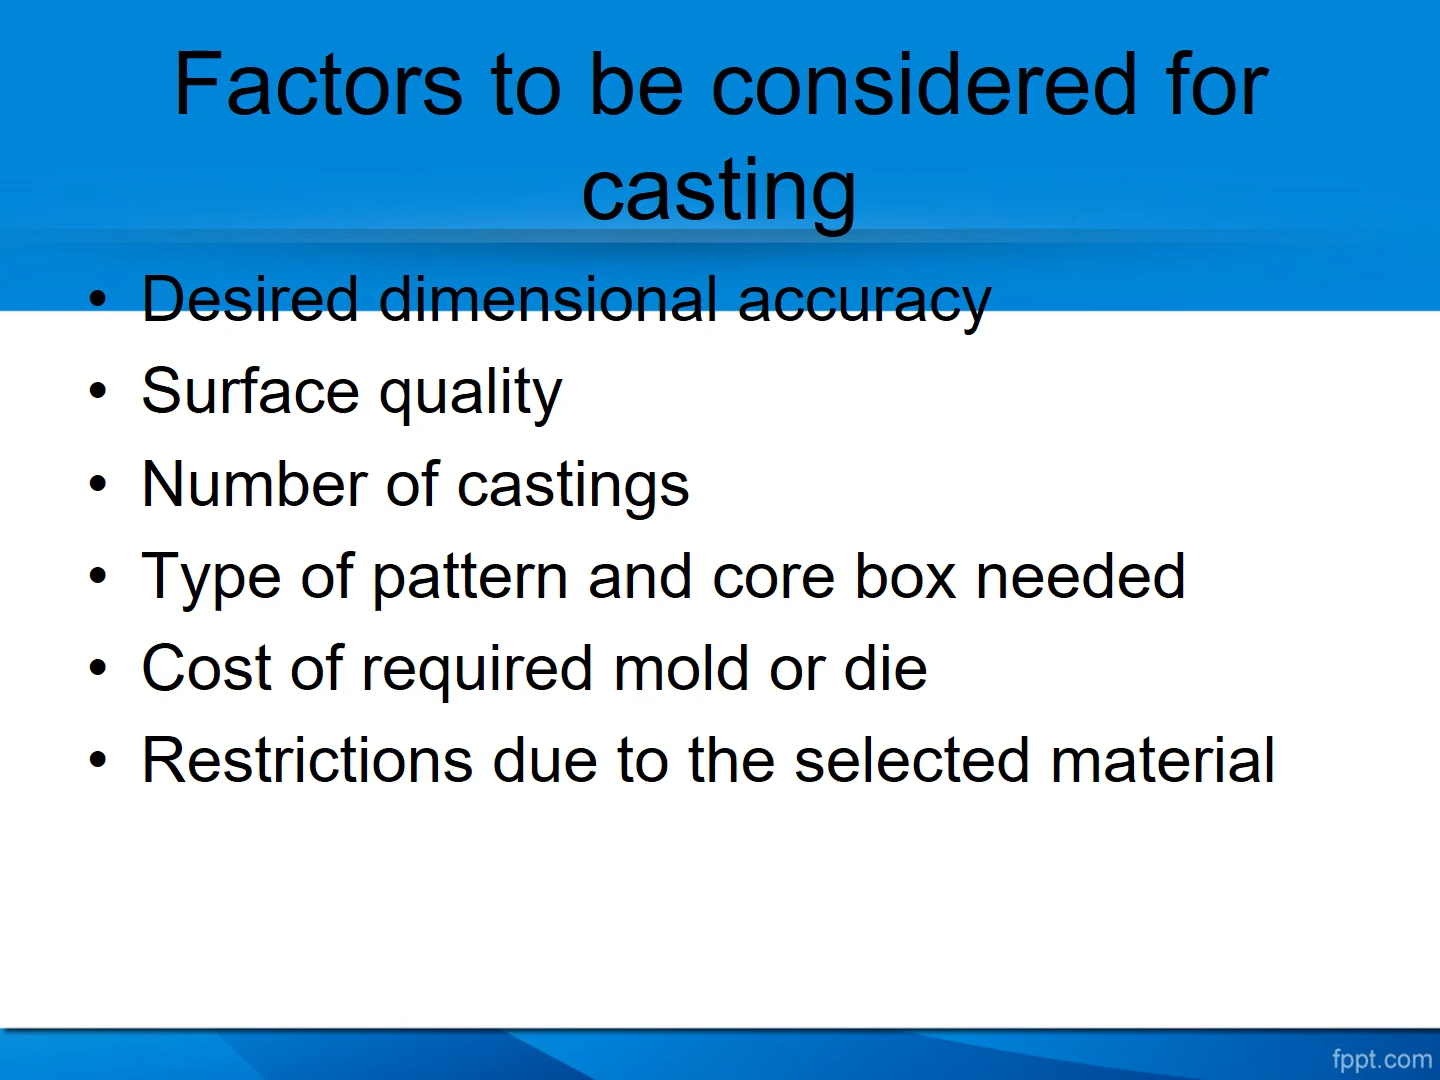 Factors to be considered for
casting
• Desired dimensional accuracy
• Surface quality
• Number of castings
• Type of pattern and core box needed
• Cost of required mold or die
• Restrictions due to the selected material
fppt.com